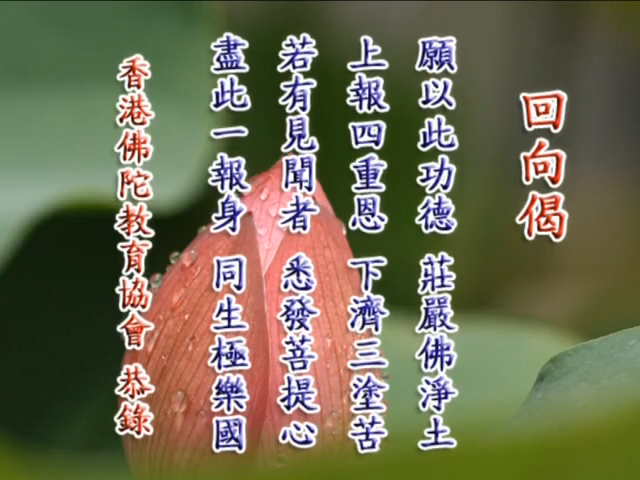 回向偈
願以此功德 莊嚴佛淨土
上報四重恩 下濟三塗苦
若有見聞者 悉發菩提心
盡此一報身 同生極樂國
香港佛陀教育協會 恭錄